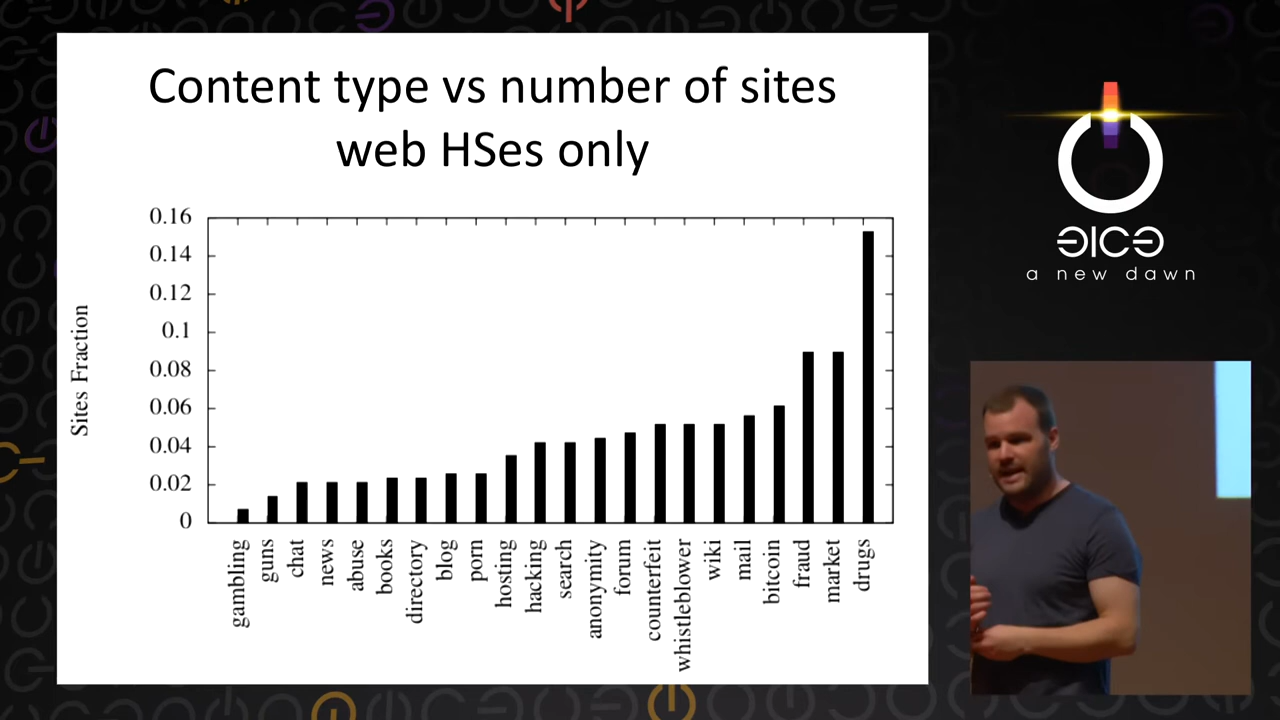 Content type vs number of sites
web HSes only
0.16
0.14
0.12
0.1
0.08
0.06
0.04
0.02
0
Sites Fraction
gambling
guns
chat
news
abuse
books
directory
blog
porn
hosting
hacking
search
anonymity
forum
counterfeit
whistleblower
wiki
mail
bitcoin
fraud
market
drugs
a new dawn